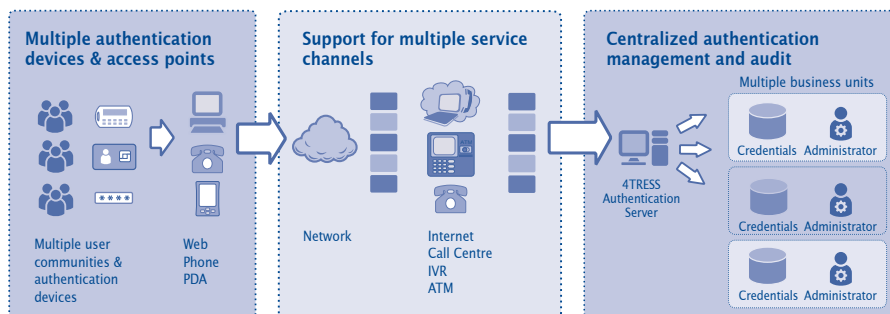 Multiple authentication
devices & access points
* * * *
Multiple user
communities &
authentication
devices
Web
Phone
PDA
Support for multiple service
channels
Network
Internet
Call Centre
IVR
ATM
Centralized authentication
management and audit
Multiple business units
4TRESS
Authentication
Server
Credentials Administrator
Credentials Administrator
Credentials Administrator